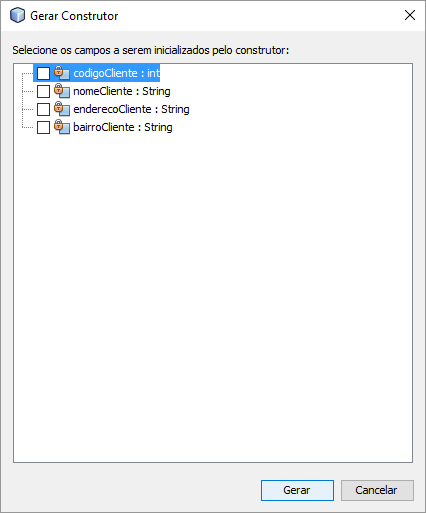 Gerar Construtor
Selecione os campos a serem inicializados pelo construtor:
codigoCliente : int
nomeCliente : String
enderecoCliente : String
bairroCliente : String
Gerar Cancelar